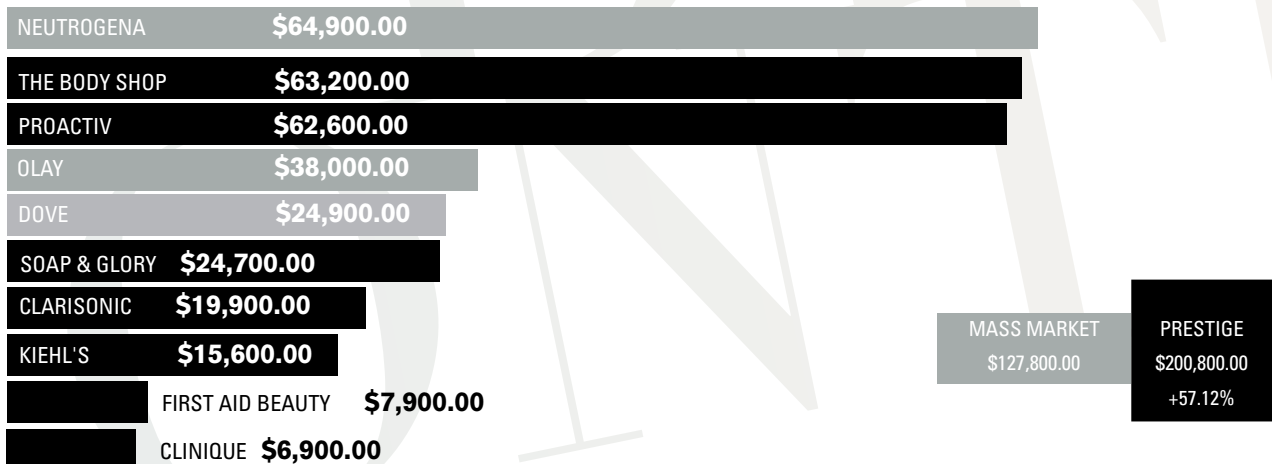 NEUTROGENA $64,900.00
THE BODY SHOP $63,200.00
PROACTIV $62,600.00
OLAY $38,000.00
DOVE $24,900.00
SOAP & GLORY $24,700.00
CLARISONIC $19,900.00
KIEHL'S $15,600.00
FIRST AID BEAUTY $7,900.00
CLINIQUE $6,900.00
MASS MARKET
$127,800.00
PRESTIGE
$200,800.00
+57.12%